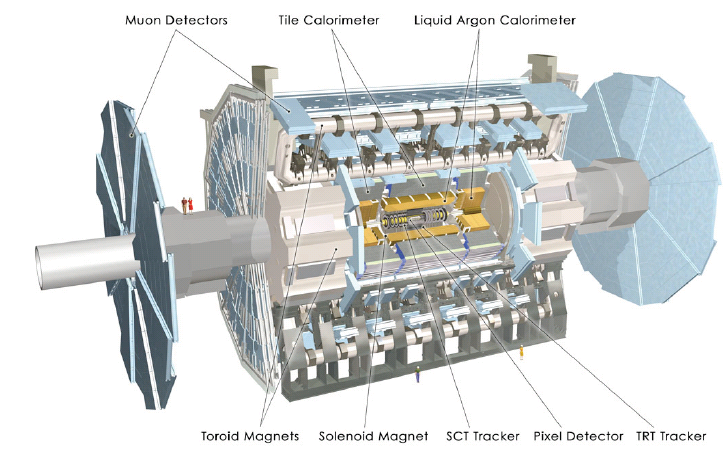 Muon Detectors
Tile Calorimeter
Liquid Argon Calorimeter
Toroid Magnets
Solenoid Magnet
SCT Tracker
Pixel Detector
TRT Tracker